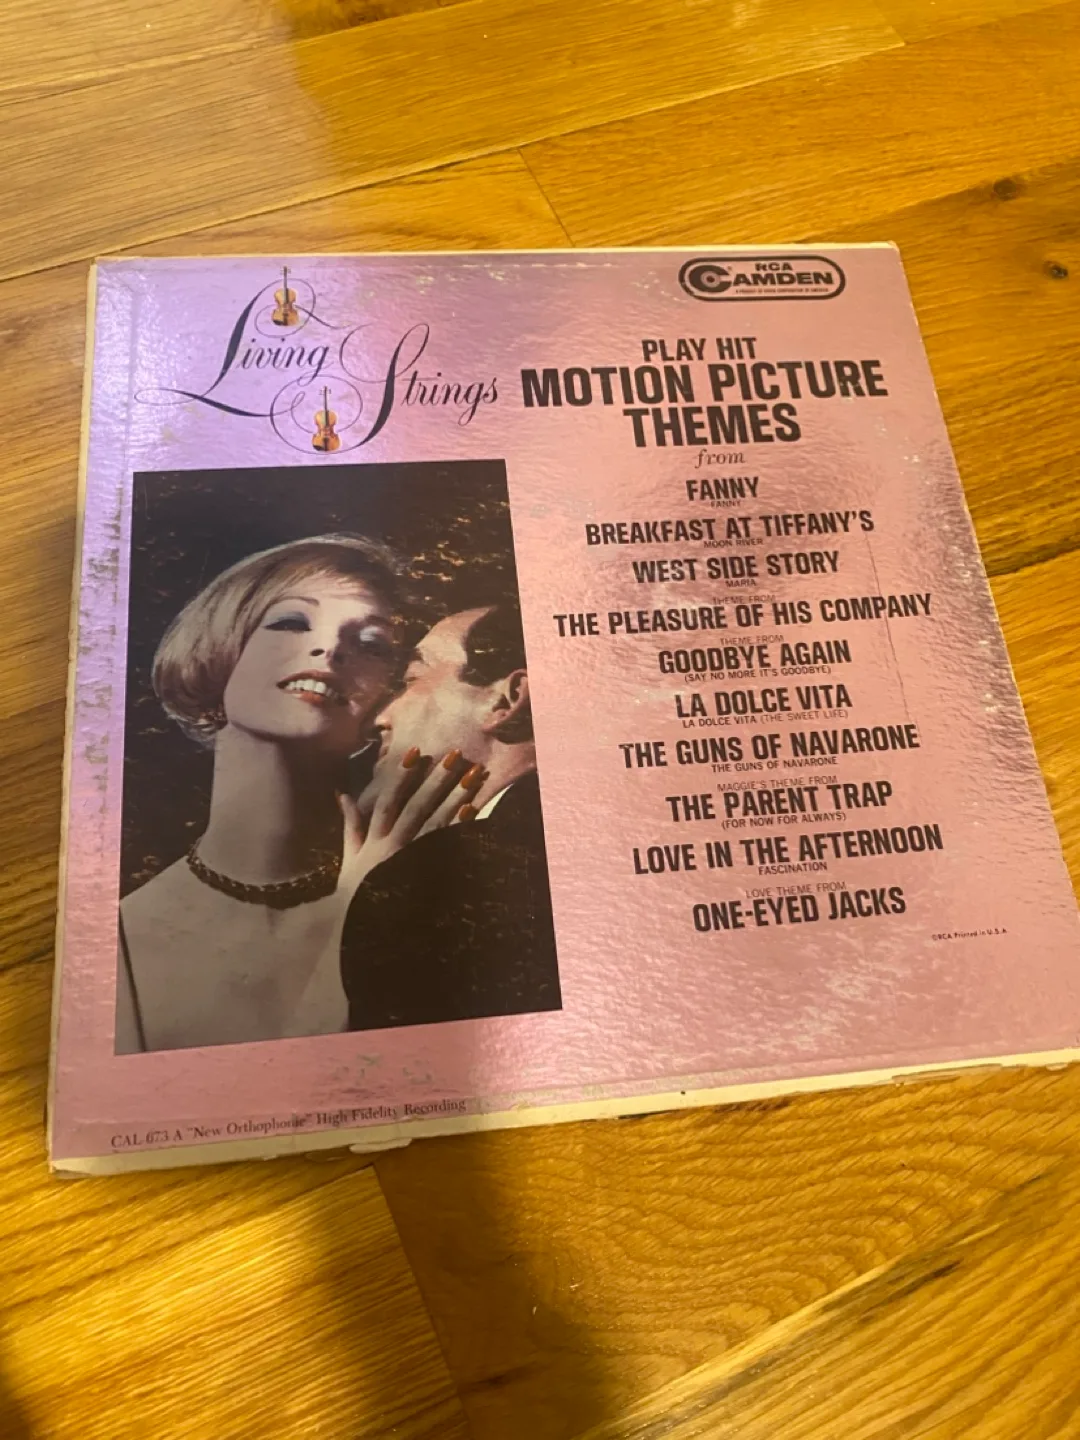 Living Strings
RCA
CAMDEN
PLAY HIT
MOTION PICTURE
THEMES
from
FANNY
FANNY
BREAKFAST AT TIFFANY'S
MOON RIVER
WEST SIDE STORY
MARIA
THEME FROM
THE PLEASURE OF HIS COMPANY
THEME FROM
GOODBYE AGAIN
(SAY NO MORE IT'S GOODBYE)
LA DOLCE VITA
LA DOLCE VITA (THE SWEET LIFE)
THE GUNS OF NAVARONE
THE GUNS OF NAVARONE
MAGGIE'S THEME FROM
THE PARENT TRAP
(FOR NOW FOR ALWAYS)
LOVE IN THE AFTERNOON
FASCINATION
LOVE THEME FROM
ONE-EYED JACKS
©RCA Printed in U.S.A
CAL 673 A "New Orthophonic" High Fidelity Recording